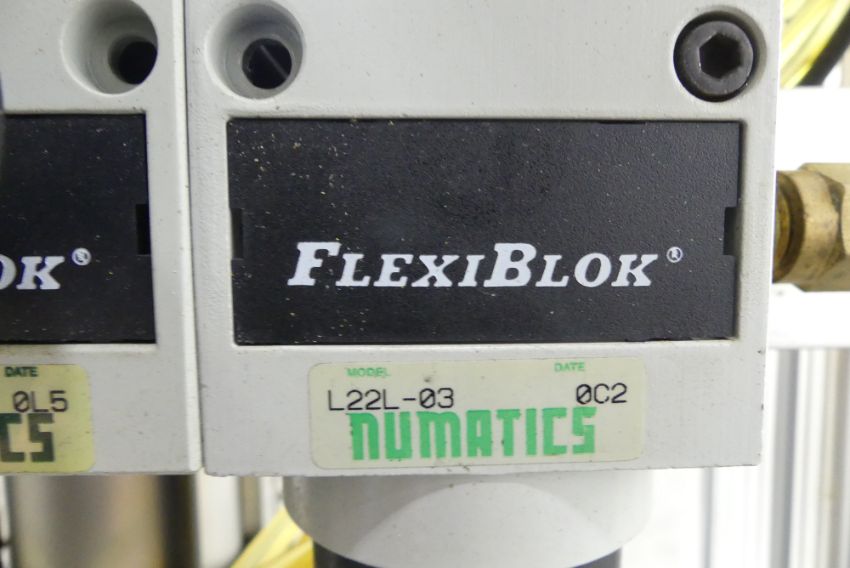 OK®
FLEXIBLOK®
DATE
0L5
CS
MODEL DATE
L22L-03 0C2
NUMATICS